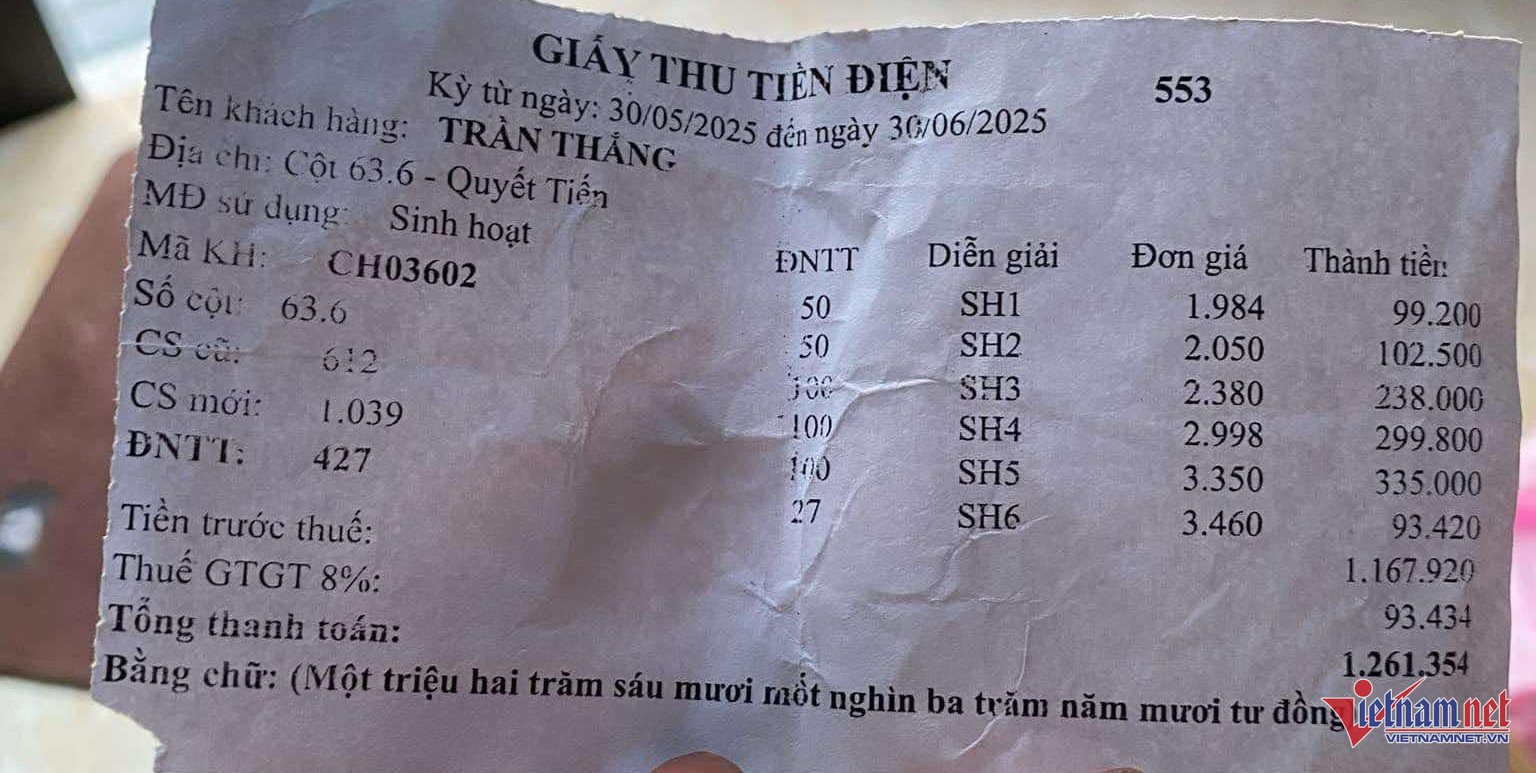 GIẤY THU TIỀN ĐIỆN 553
Kỳ từ ngày: 30/05/2025 đến ngày 30/06/2025
Tên khách hàng: TRẦN THẮNG
Địa chỉ: Cột 63.6 - Quyết Tiến
MĐ sử dụng: Sinh hoạt
Mã KH: CH03602
Số cột: 63.6
CS cũ: 612
CS mới: 1.039
ĐNTT: 427
ĐNTT Diễn giải Đơn giá Thành tiền
50 SH1 1.984 99.200
50 SH2 2.050 102.500
100 SH3 2.380 238.000
100 SH4 2.998 299.800
100 SH5 3.350 335.000
27 SH6 3.460 93.420
Tiền trước thuế: 1.167.920
Thuế GTGT 8%: 93.434
Tổng thanh toán: 1.261.354
Bằng chữ: (Một triệu hai trăm sáu mươi mốt nghìn ba trăm năm mươi tư đồng)
Vietnamnet
VIETNAMNET.VN